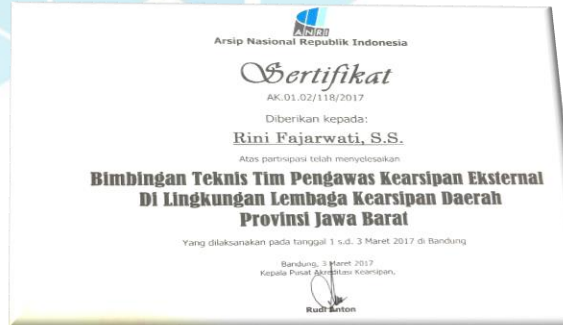 ANRI
Arsip Nasional Republik Indonesia
Sertifikat
AK.01.02/118/2017
Diberikan kepada:
Rini Fajarwati, S.S.
Atas partisipasi telah menyelesaikan
Bimbingan Teknis Tim Pengawas Kearsipan Eksternal
Di Lingkungan Lembaga Kearsipan Daerah
Provinsi Jawa Barat
Yang dilaksanakan pada tanggal 1 s.d. 3 Maret 2017 di Bandung
Bandung, 3 Maret 2017
Kepala Pusat Akreditasi Kearsipan,
Rudi Anton